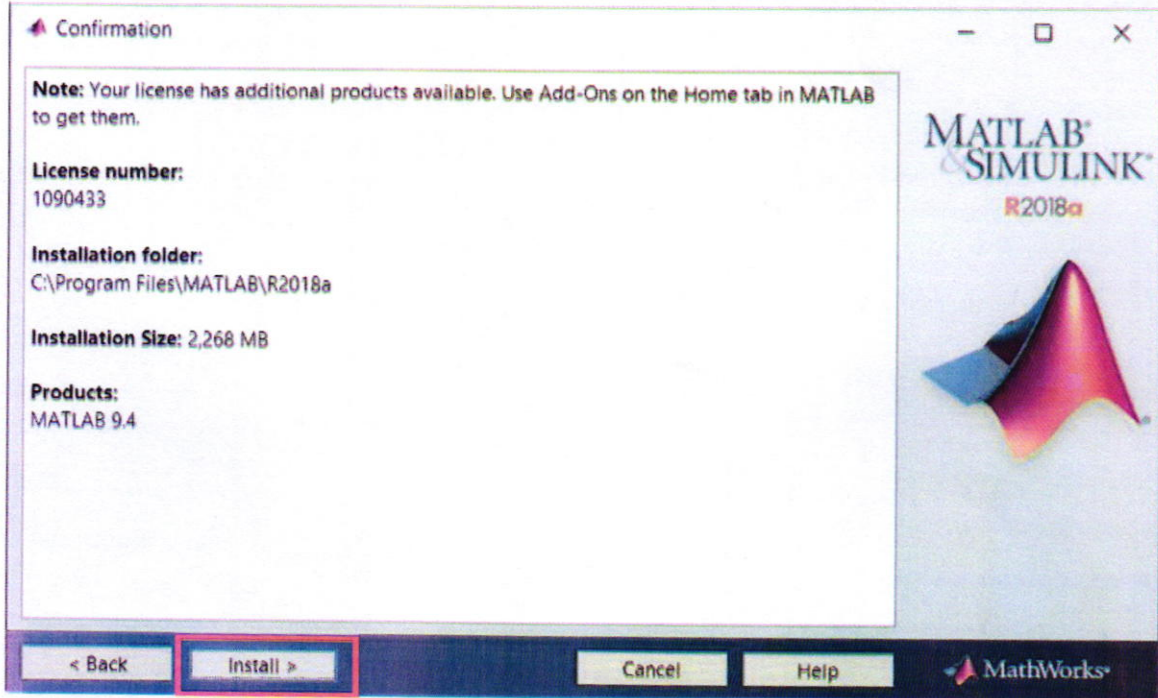 Confirmation
Note: Your license has additional products available. Use Add-Ons on the Home tab in MATLAB
to get them.
License number:
1090433
Installation folder:
C:\Program Files\MATLAB\R2018a
Installation Size: 2,268 MB
Products:
MATLAB 9.4
MATLAB®
&SIMULINK®
R2018a
< Back
Install >
Cancel
Help
MathWorks®